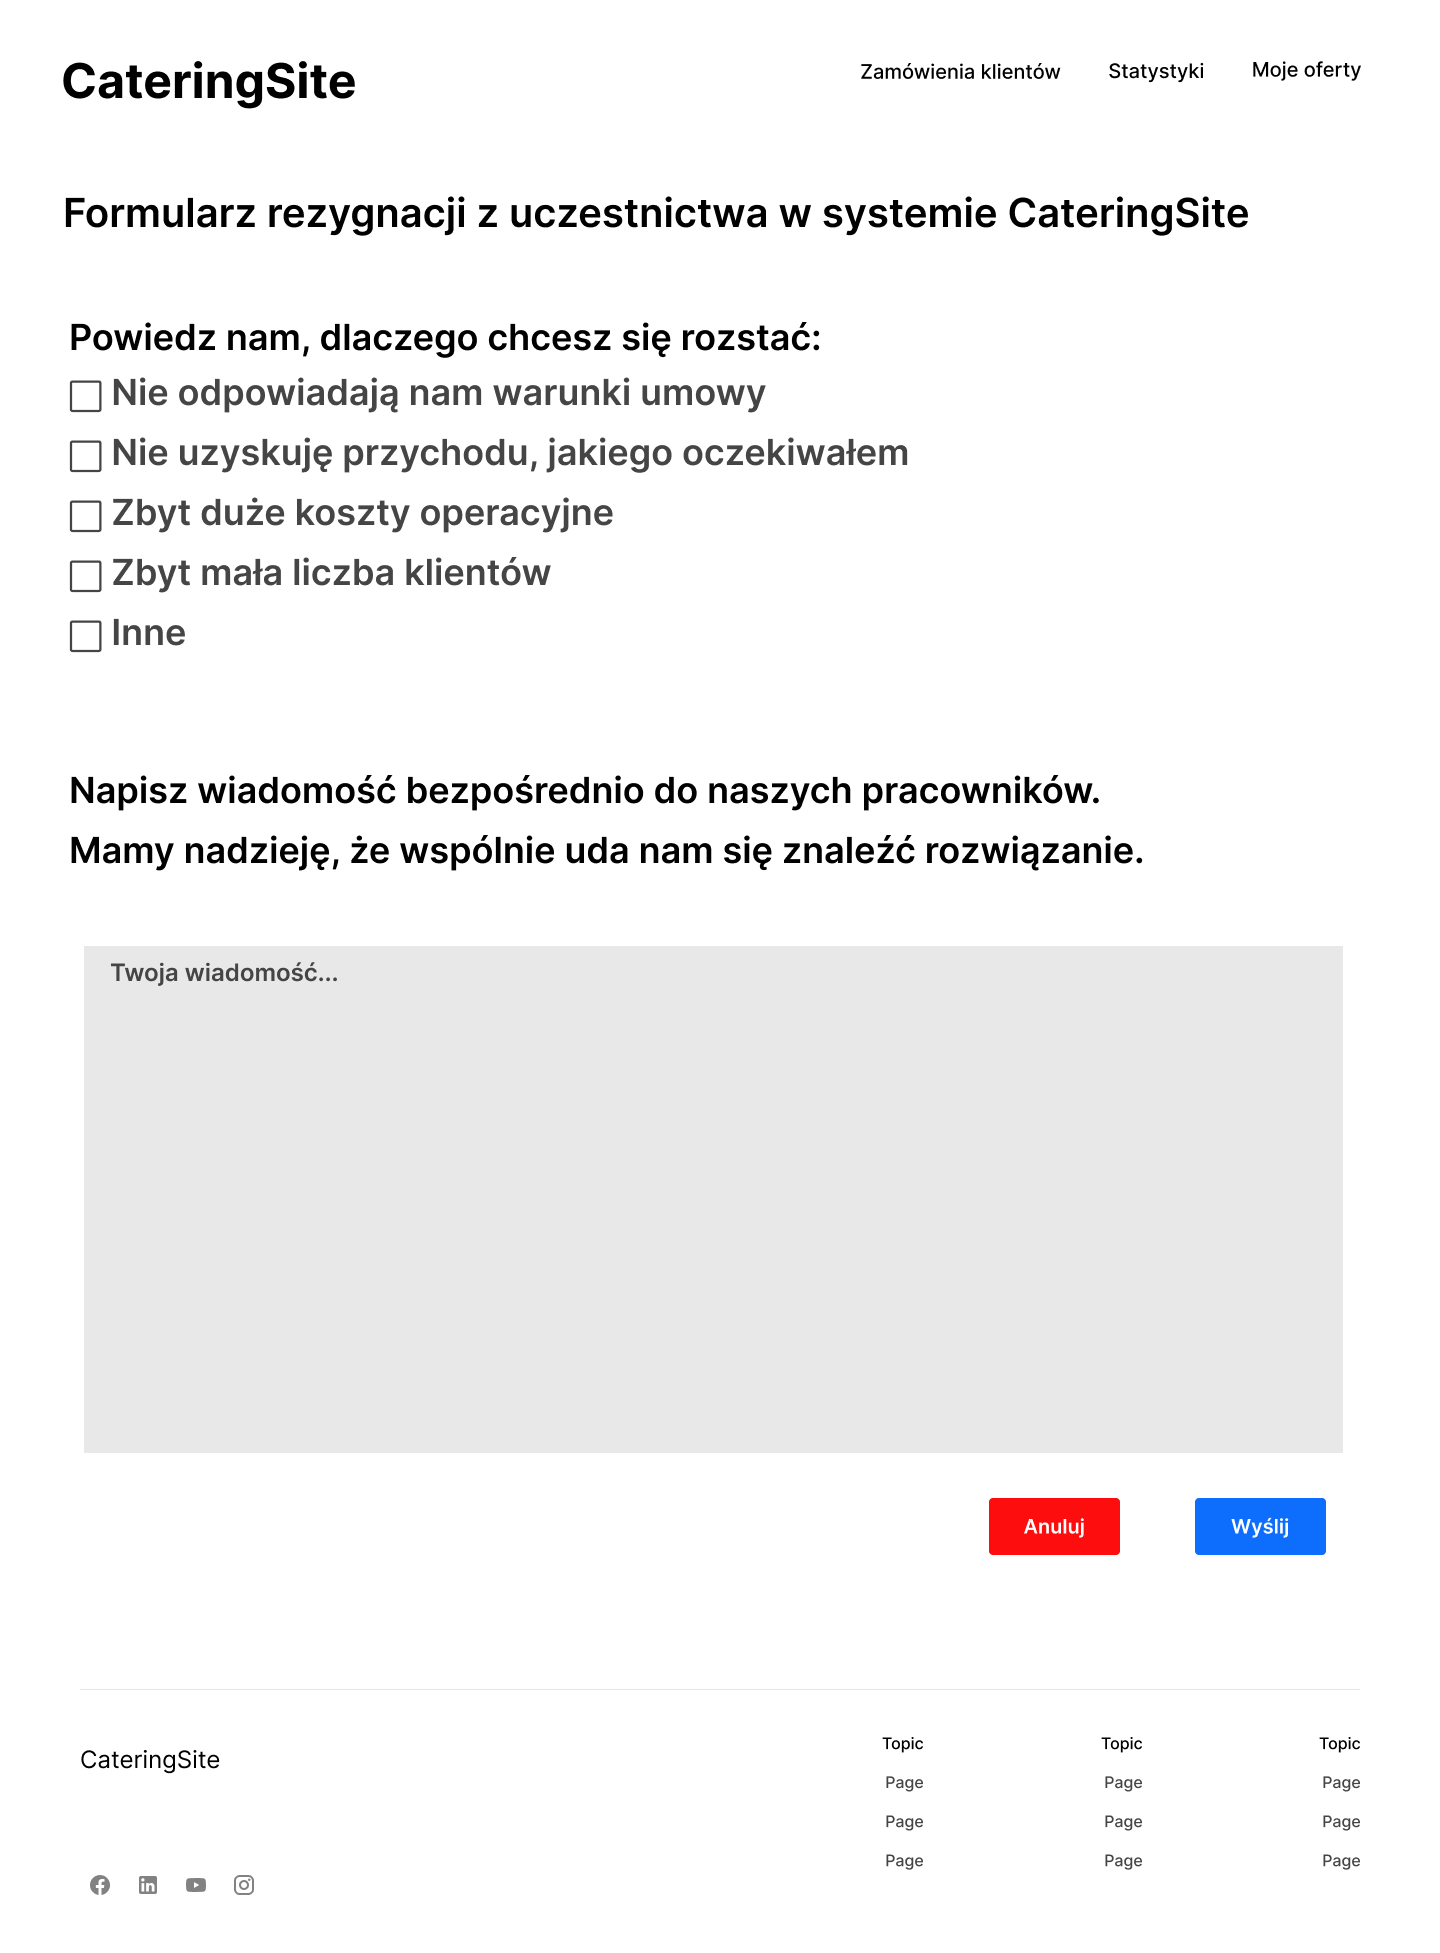 CateringSite
Zamówienia klientów
Statystyki
Moje oferty
Formularz rezygnacji z uczestnictwa w systemie CateringSite
Powiedz nam, dlaczego chcesz się rozstać:
Nie odpowiadają nam warunki umowy
Nie uzyskuję przychodu, jakiego oczekiwałem
Zbyt duże koszty operacyjne
Zbyt mała liczba klientów
Inne
Napisz wiadomość bezpośrednio do naszych pracowników.
Mamy nadzieję, że wspólnie uda nam się znaleźć rozwiązanie.
Twoja wiadomość...
Anuluj
Wyślij
CateringSite
Topic
Page
Page
Page
Topic
Page
Page
Page
Topic
Page
Page
Page